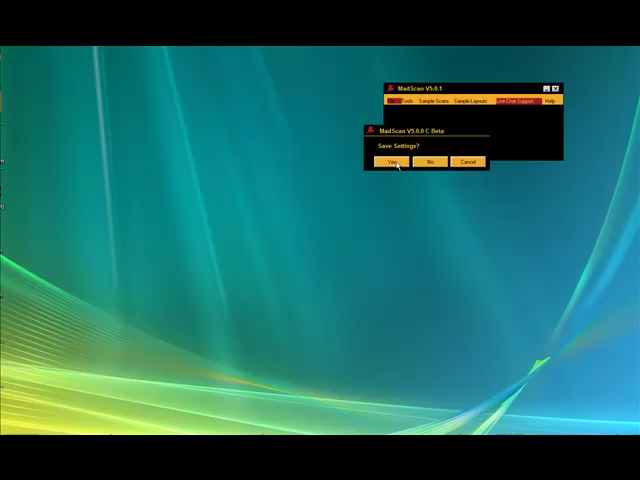 MadScan V5.0.1
Tools Sample Scans Sample Layouts Live Chat Support... Help
MadScan V5.0.0 C Beta
Save Settings?
Yes No Cancel